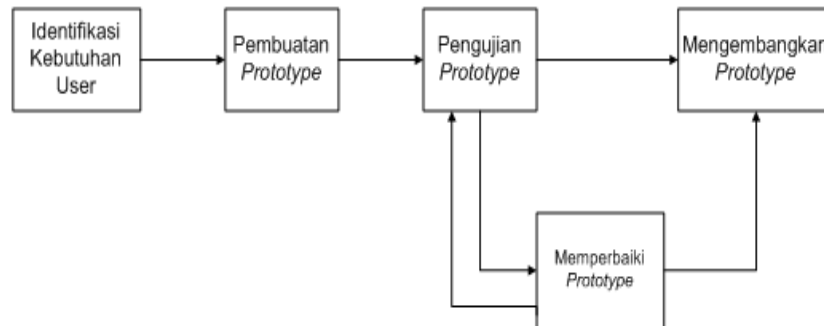 Identifikasi
Kebutuhan
User
Pembuatan
Prototype
Pengujian
Prototype
Mengembangkan
Prototype
Memperbaiki
Prototype